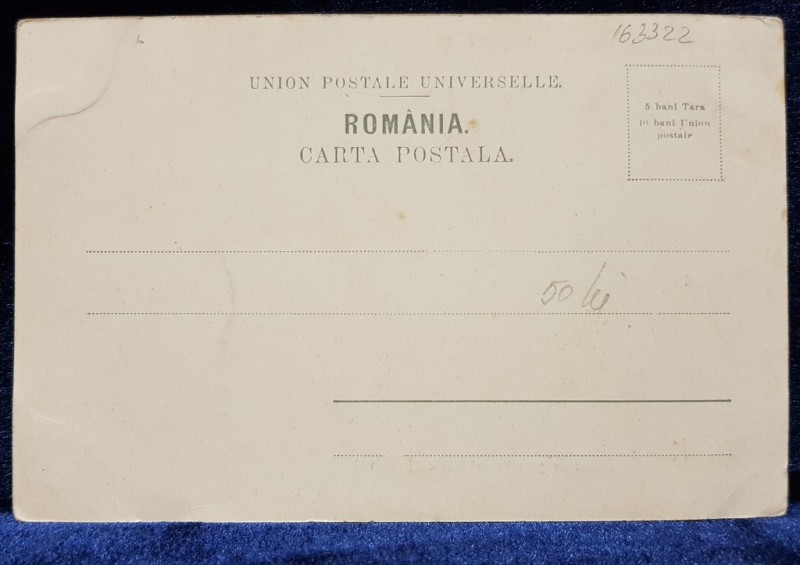 163322
UNION POSTALE UNIVERSELLE.
ROMÂNIA.
CARTA POSTALA.
5 bani Tara
10 bani Union
postale
50 lei